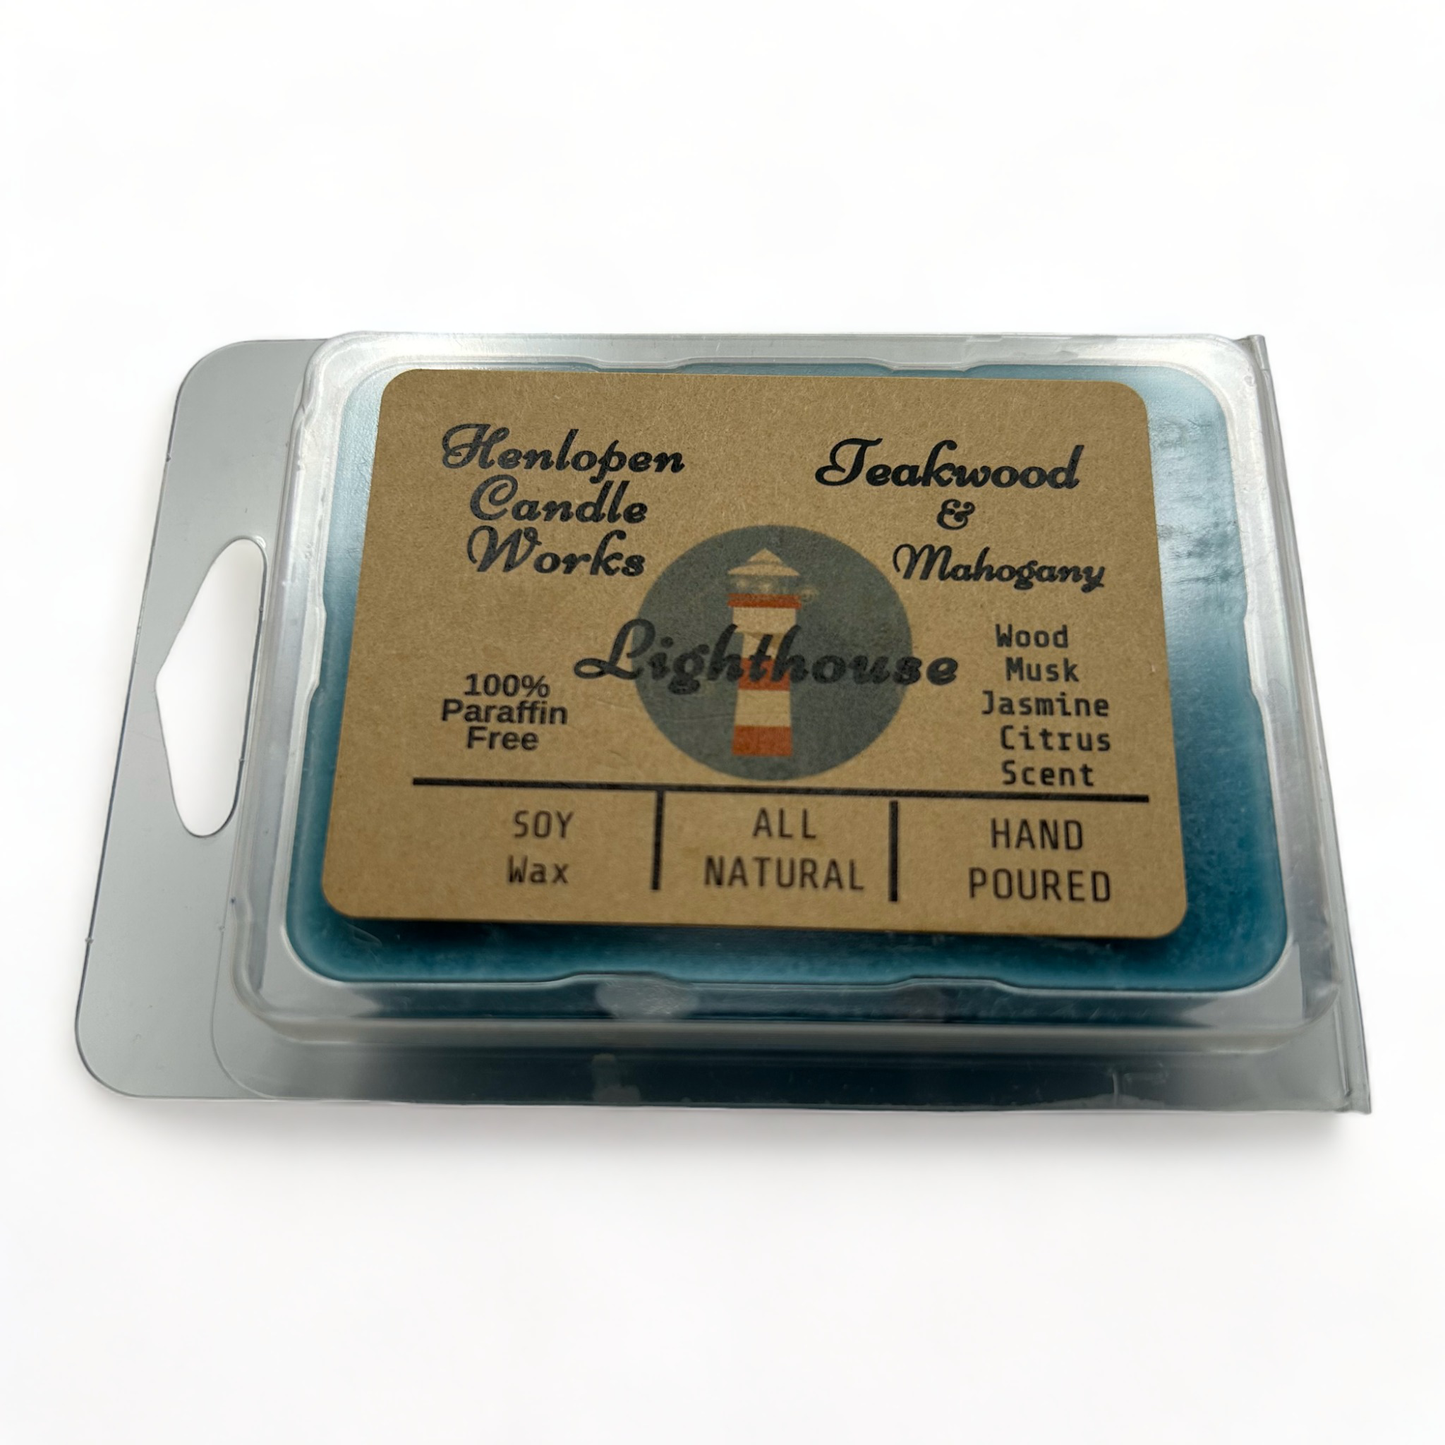 Henlopen
Candle
Works
Teakwood
&
Mahogany
Lighthouse
100%
Paraffin
Free
Wood
Musk
Jasmine
Citrus
Scent
SOY
Wax
ALL
NATURAL
HAND
POURED